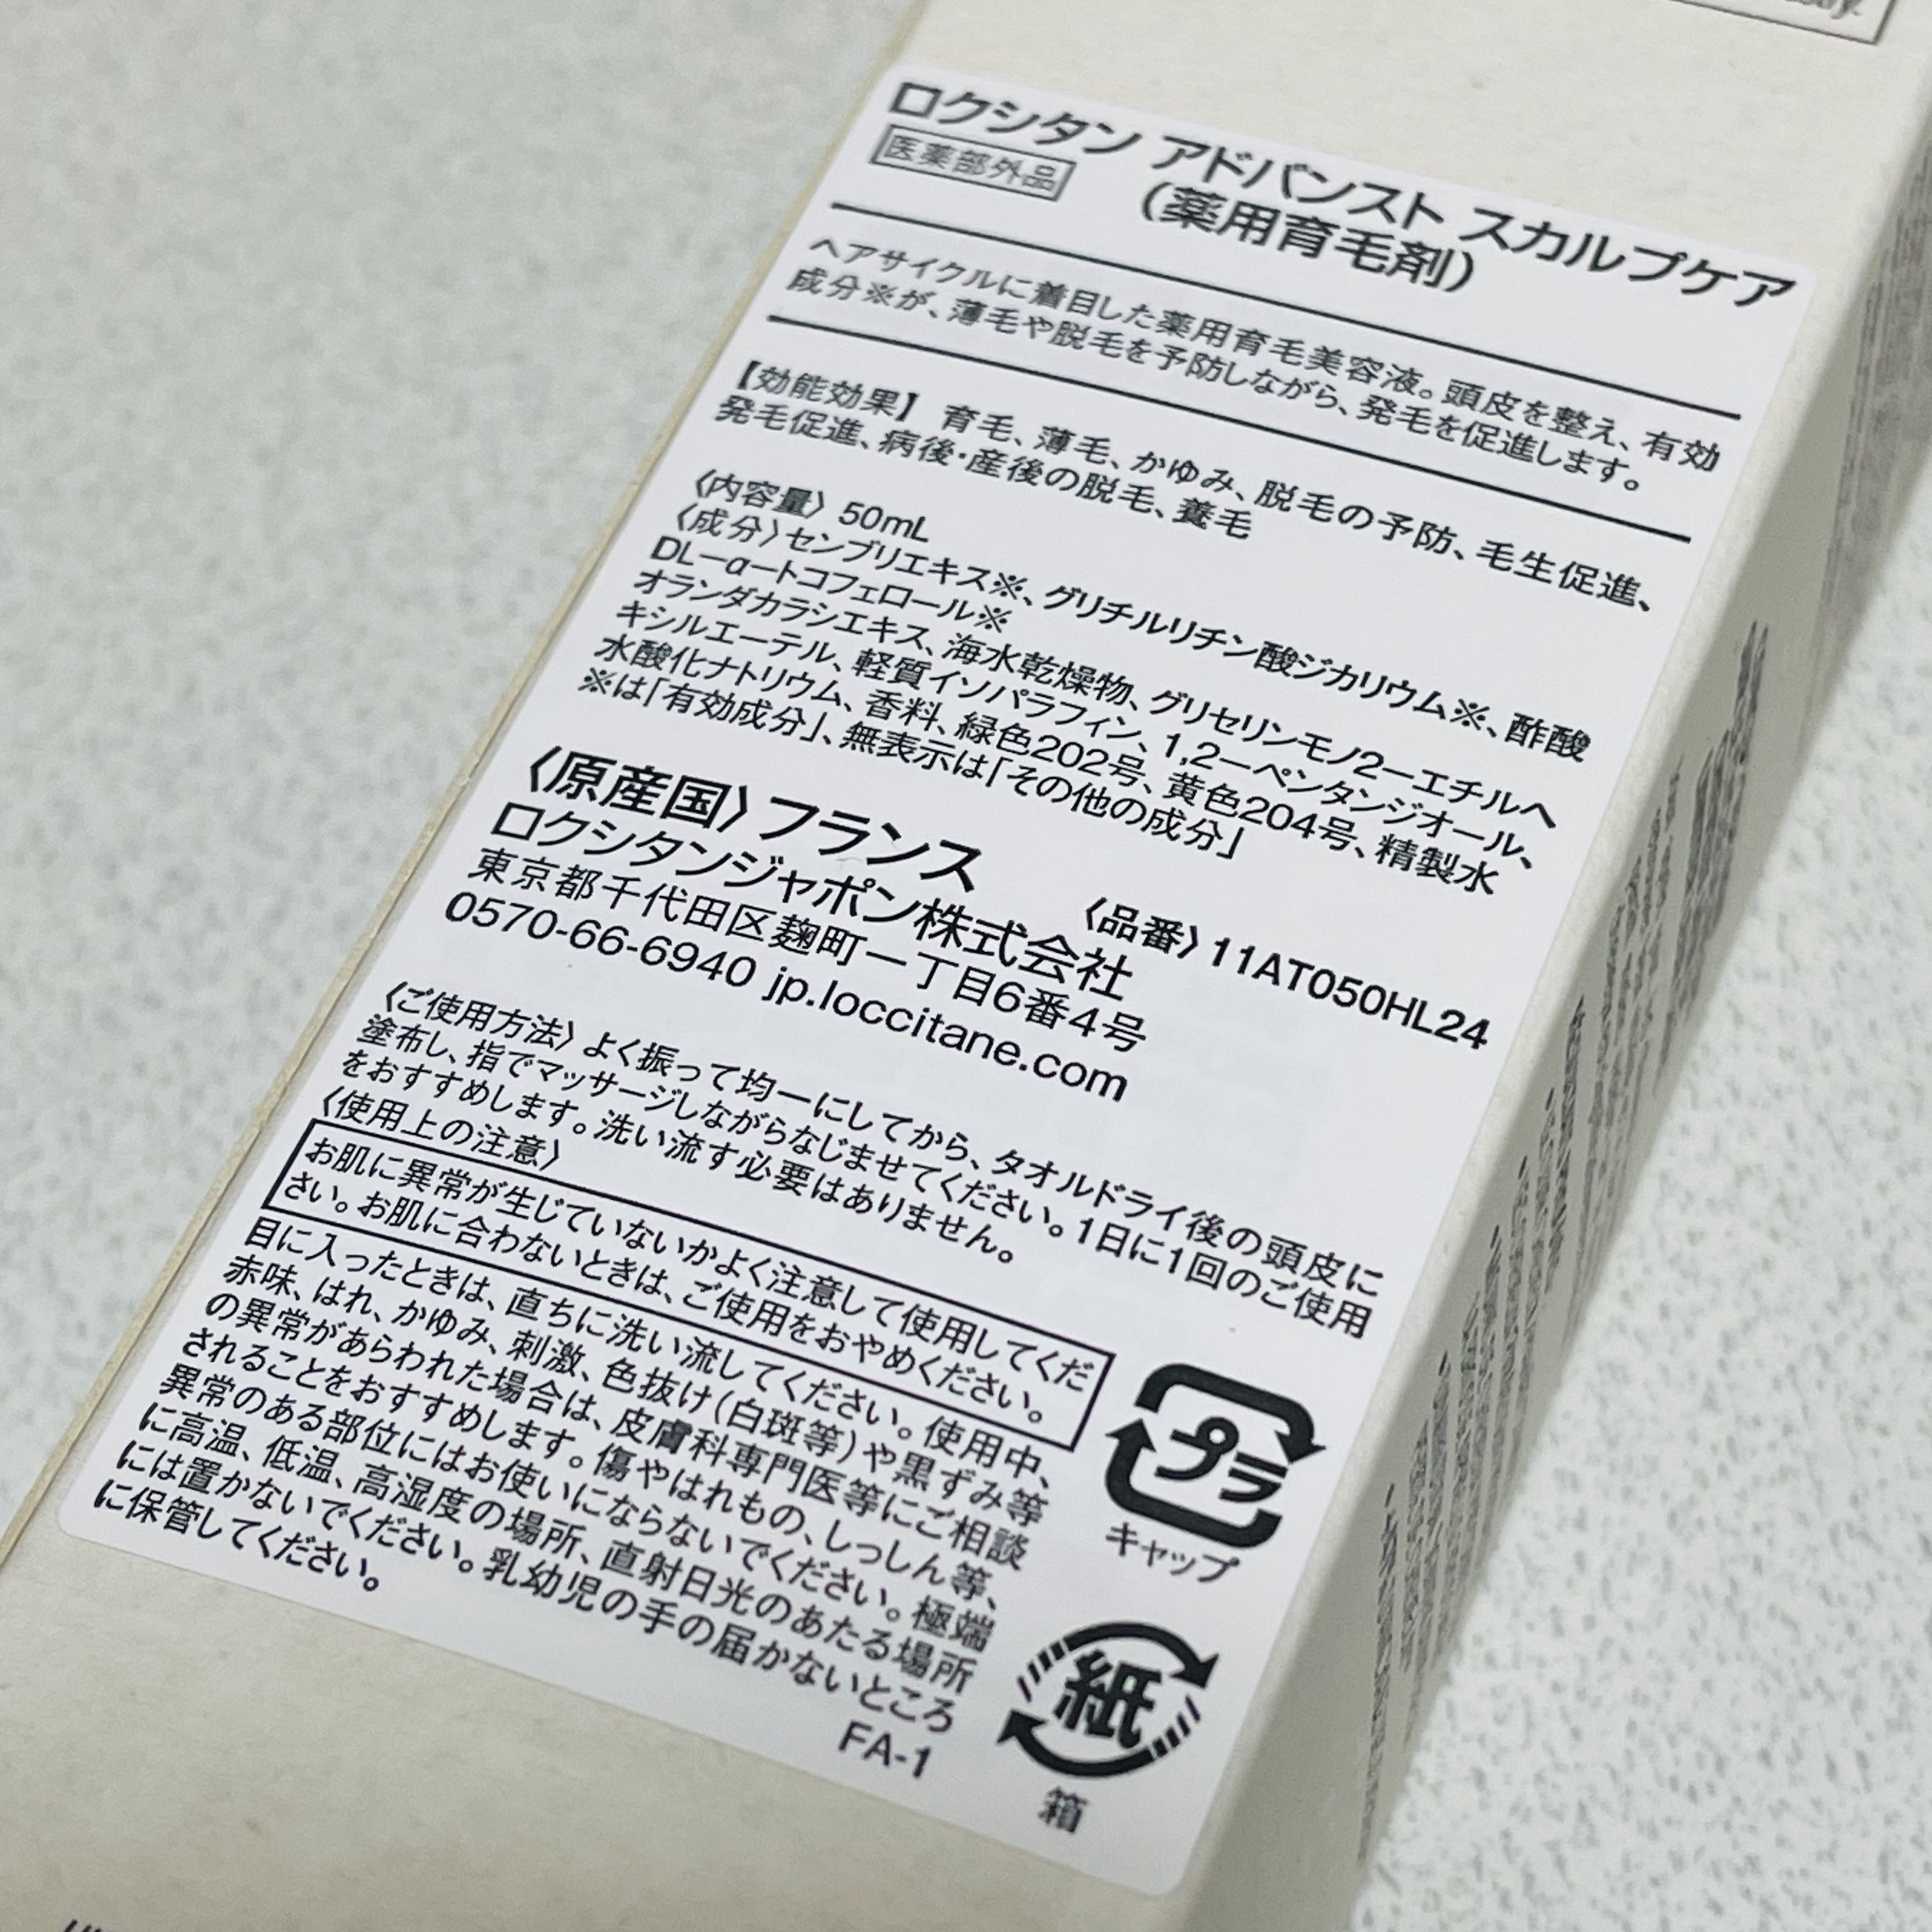 ロクシタン アドバンスト スカルプケア
医薬部外品
（薬用育毛剤）
ヘアサイクルに着目した薬用育毛美容液。頭皮を整え、有効
成分※が、薄毛や脱毛を予防しながら、発毛を促進します。
【効能効果】 育毛、薄毛、かゆみ、脱毛の予防、毛生促進、
発毛促進、病後・産後の脱毛、養毛
〈内容量〉50mL
〈成分〉センブリエキス※、グリチルリチン酸ジカリウム※、酢酸
DL－α－トコフェロール※
オランダカラシエキス、海水乾燥物、グリセリンモノ2－エチルヘ
キシルエーテル、軽質イソパラフィン、1,2－ペンタンジオール、
水酸化ナトリウム、香料、緑色202号、黄色204号、精製水
※は「有効成分」、無表示は「その他の成分」
〈原産国〉フランス
〈品番〉11AT050HL24
ロクシタンジャポン株式会社
東京都千代田区麹町一丁目6番4号
0570-66-6940 jp.loccitane.com
〈ご使用方法〉よく振って均一にしてから、タオルドライ後の頭皮に
塗布し、指でマッサージしながらなじませてください。1日に1回のご使用
をおすすめします。洗い流す必要はありません。
〈使用上の注意〉
お肌に異常が生じていないかよく注意して使用してくだ
さい。お肌に合わないときは、ご使用をおやめください。
目に入ったときは、直ちに洗い流してください。使用中、
赤味、はれ、かゆみ、刺激、色抜け（白斑等）や黒ずみ等
の異常があらわれた場合は、皮膚科専門医等にご相談
されることをおすすめします。傷やはれもの、しっしん等、
異常のある部位にはお使いにならないでください。極端
に高温、低温、高湿度の場所、直射日光のあたる場所
には置かないでください。乳幼児の手の届かないところ
に保管してください。
FA-1
プラ
キャップ
紙
箱